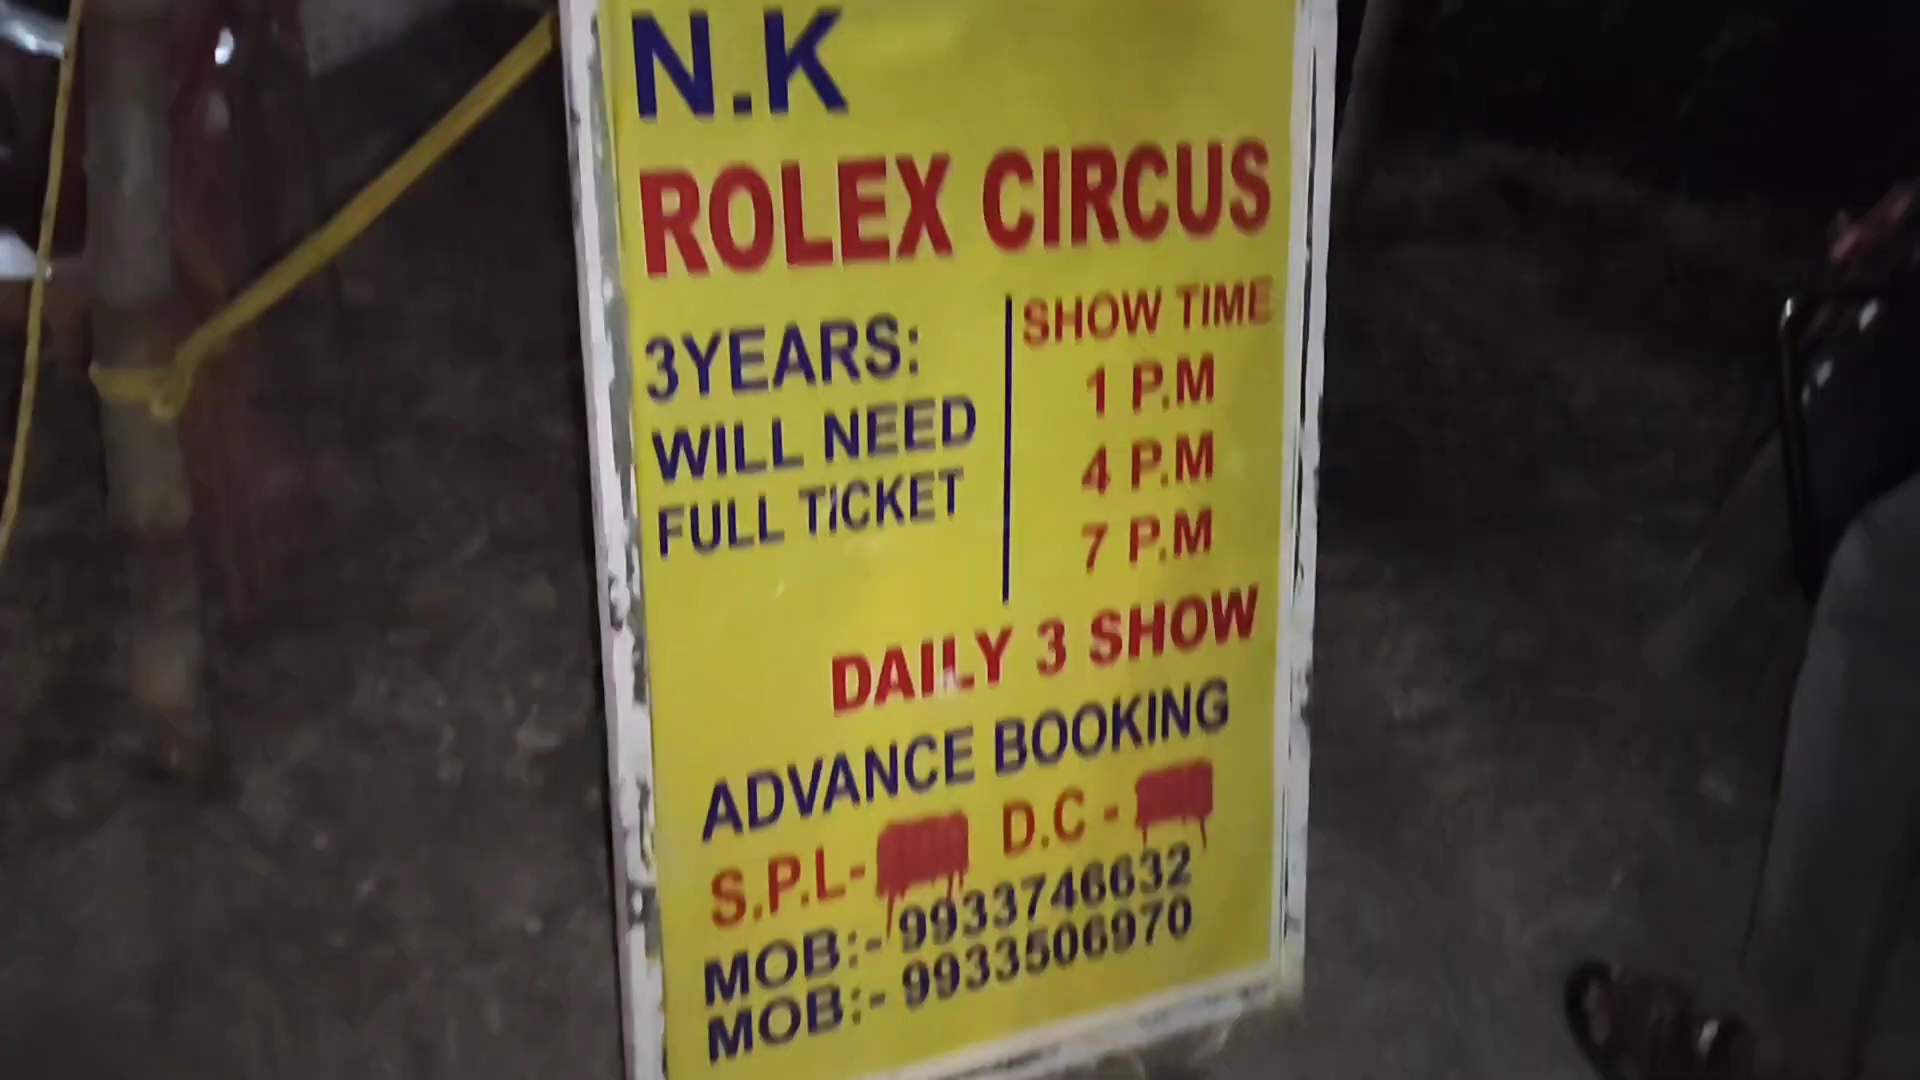 N.K
ROLEX CIRCUS
3YEARS:
WILL NEED
FULL TICKET
SHOW TIME
1 P.M
4 P.M
7 P.M
DAILY 3 SHOW
ADVANCE BOOKING
S.P.L- D.C -
MOB:- 9933746632
MOB:- 9933506970